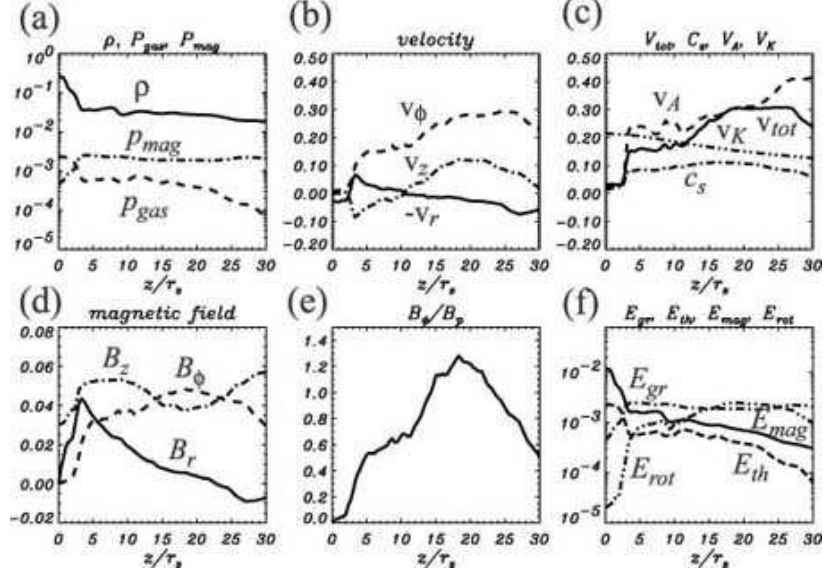 (a)
ρ, P_gas, P_mag
10^1
10^0
10^-1
10^-2
10^-3
10^-4
10^-5
ρ
p_mag
p_gas
0 5 10 15 20 25 30
z/r_s
(b)
velocity
0.50
0.40
0.30
0.20
0.10
0.00
-0.10
-0.20
v_ϕ
v_z
-v_r
0 5 10 15 20 25 30
z/r_s
(c)
V_tot, C_s, V_A, V_K
0.50
0.40
0.30
0.20
0.10
0.00
-0.10
-0.20
v_A
v_K
v_tot
c_s
0 5 10 15 20 25 30
z/r_s
(d)
magnetic field
0.08
0.06
0.04
0.02
0.00
-0.02
B_z
B_ϕ
B_r
0 5 10 15 20 25 30
z/r_s
(e)
B_ϕ/B_p
1.4
1.2
1.0
0.8
0.6
0.4
0.2
0.0
0 5 10 15 20 25 30
z/r_s
(f)
E_gr, E_th, E_mag, E_rot
10^-2
10^-3
10^-4
10^-5
E_gr
E_mag
E_rot
E_th
0 5 10 15 20 25 30
z/r_s